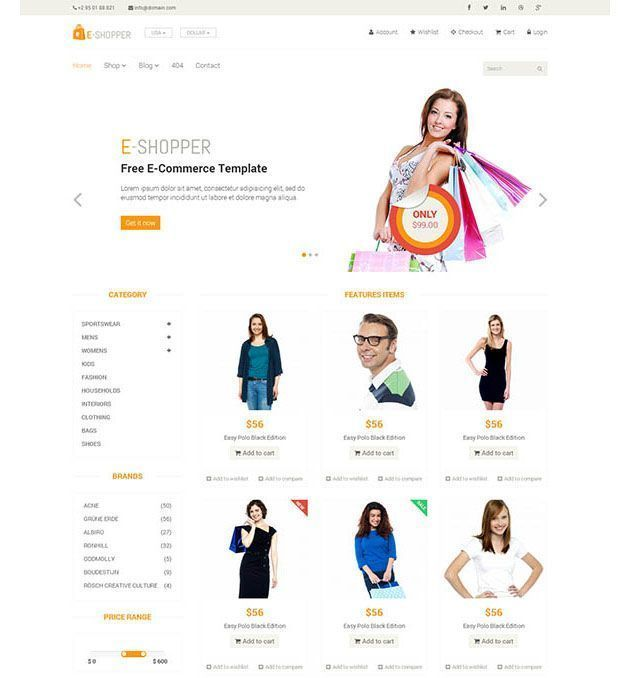 +2 95 01 88 821
info@domain.com
E-SHOPPER
USA
DOLLAR
Account
Wishlist
Checkout
Cart
Login
Home
Shop
Blog
404
Contact
Search
E-SHOPPER
Free E-Commerce Template
Lorem ipsum dolor sit amet, consectetur adipisicing elit, sed do
eiusmod tempor incididunt ut labore et dolore magna aliqua.
Get it now
ONLY
$99.00
CATEGORY
SPORTSWEAR
MENS
WOMENS
KIDS
FASHION
HOUSEHOLDS
INTERIORS
CLOTHING
BAGS
SHOES
BRANDS
ACNE (50)
GRÜNE ERDE (56)
ALBIRO (27)
RONHILL (32)
ODDMOLLY (5)
BOUDESTIJN (9)
RÖSCH CREATIVE CULTURE (4)
PRICE RANGE
$ 0 $ 600
FEATURES ITEMS
$56
Easy Polo Black Edition
Add to cart
Add to wishlist Add to compare
$56
Easy Polo Black Edition
Add to cart
Add to wishlist Add to compare
$56
Easy Polo Black Edition
Add to cart
Add to wishlist Add to compare
NEW
$56
Easy Polo Black Edition
Add to cart
Add to wishlist Add to compare
SALE
$56
Easy Polo Black Edition
Add to cart
Add to wishlist Add to compare
$56
Easy Polo Black Edition
Add to cart
Add to wishlist Add to compare